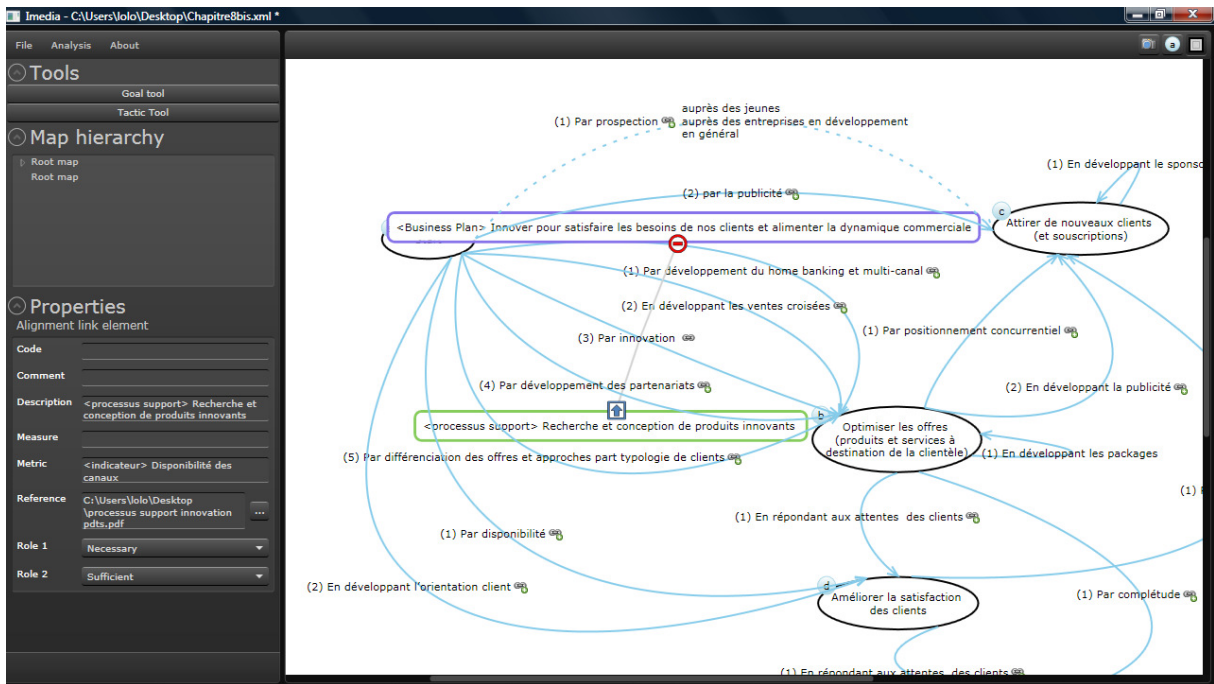 Imedia - C:\Users\lolo\Desktop\Chapitre8bis.xml *
File Analysis About
Tools
Goal tool
Tactic Tool
Map hierarchy
Root map
Root map
Properties
Alignment link element
Code
Comment
Description
<processus support> Recherche et
conception de produits innovants
Measure
Metric
<indicateur> Disponibilité des
canaux
Reference
C:\Users\lolo\Desktop
\processus support innovation
pdts.pdf
...
Role 1
Necessary
Role 2
Sufficient
a
auprès des jeunes
(1) Par prospection
auprès des entreprises en développement
en général
(1) En développant le sponso
(2) par la publicité
c
Attirer de nouveaux clients
(et souscriptions)
<Business Plan> Innover pour satisfaire les besoins de nos clients et alimenter la dynamique commerciale
(1) Par développement du home banking et multi-canal
(2) En développant les ventes croisées
(3) Par innovation
(1) Par positionnement concurrentiel
(4) Par développement des partenariats
(2) En développant la publicité
<processus support> Recherche et conception de produits innovants
b
Optimiser les offres
(produits et services à
destination de la clientèle)
(1) En développant les packages
(5) Par différenciation des offres et approches part typologie de clients
(1)
(1) En répondant aux attentes des clients
(1) Par disponibilité
(2) En développant l'orientation client
d
Améliorer la satisfaction
des clients
(1) Par complétude
(1) En répondant aux attentes des clients